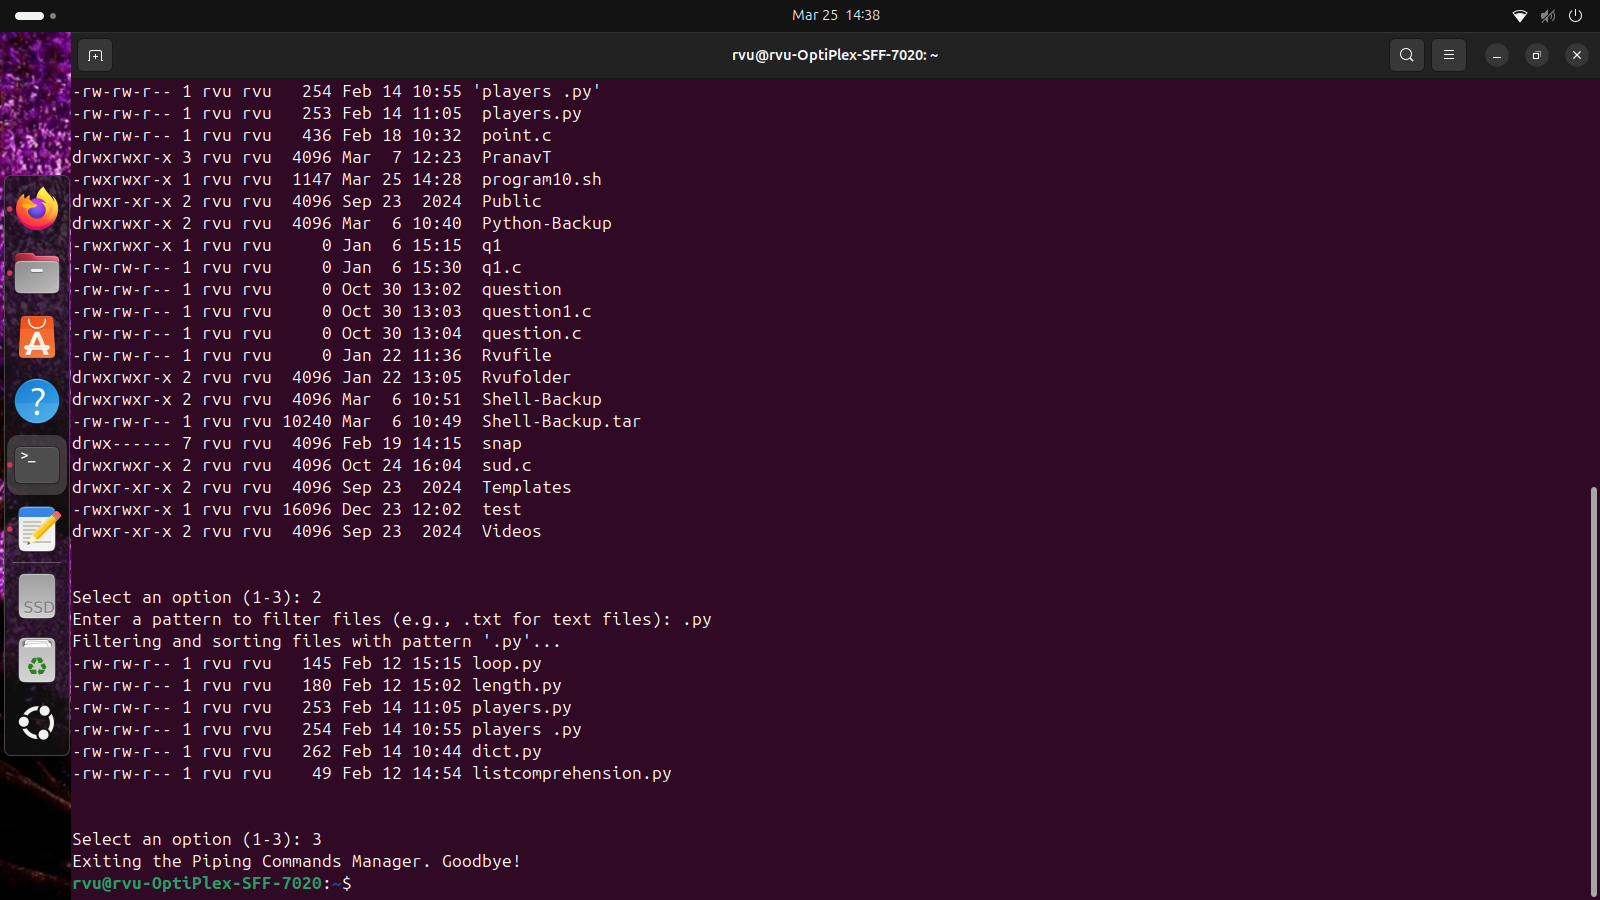 Mar 25  14:38
rvu@rvu-OptiPlex-SFF-7020: ~
-rw-rw-r-- 1 rvu rvu   254 Feb 14 10:55 'players .py'
-rw-rw-r-- 1 rvu rvu   253 Feb 14 11:05  players.py
-rw-rw-r-- 1 rvu rvu   436 Feb 18 10:32  point.c
drwxrwxr-x 3 rvu rvu  4096 Mar  7 12:23  PranavT
-rwxrwxr-x 1 rvu rvu  1147 Mar 25 14:28  program10.sh
drwxr-xr-x 2 rvu rvu  4096 Sep 23  2024  Public
drwxrwxr-x 2 rvu rvu  4096 Mar  6 10:40  Python-Backup
-rwxrwxr-x 1 rvu rvu     0 Jan  6 15:15  q1
-rw-rw-r-- 1 rvu rvu     0 Jan  6 15:30  q1.c
-rw-rw-r-- 1 rvu rvu     0 Oct 30 13:02  question
-rw-rw-r-- 1 rvu rvu     0 Oct 30 13:03  question1.c
-rw-rw-r-- 1 rvu rvu     0 Oct 30 13:04  question.c
-rw-rw-r-- 1 rvu rvu     0 Jan 22 11:36  Rvufile
drwxrwxr-x 2 rvu rvu  4096 Jan 22 13:05  Rvufolder
drwxrwxr-x 2 rvu rvu  4096 Mar  6 10:51  Shell-Backup
-rw-rw-r-- 1 rvu rvu 10240 Mar  6 10:49  Shell-Backup.tar
drwx------ 7 rvu rvu  4096 Feb 19 14:15  snap
drwxrwxr-x 2 rvu rvu  4096 Oct 24 16:04  sud.c
drwxr-xr-x 2 rvu rvu  4096 Sep 23  2024  Templates
-rwxrwxr-x 1 rvu rvu 16096 Dec 23 12:02  test
drwxr-xr-x 2 rvu rvu  4096 Sep 23  2024  Videos
Select an option (1-3): 2
Enter a pattern to filter files (e.g., .txt for text files): .py
Filtering and sorting files with pattern '.py'...
-rw-rw-r-- 1 rvu rvu   145 Feb 12 15:15 loop.py
-rw-rw-r-- 1 rvu rvu   180 Feb 12 15:02 length.py
-rw-rw-r-- 1 rvu rvu   253 Feb 14 11:05 players.py
-rw-rw-r-- 1 rvu rvu   254 Feb 14 10:55 players .py
-rw-rw-r-- 1 rvu rvu   262 Feb 14 10:44 dict.py
-rw-rw-r-- 1 rvu rvu    49 Feb 12 14:54 listcomprehension.py
Select an option (1-3): 3
Exiting the Piping Commands Manager. Goodbye!
rvu@rvu-OptiPlex-SFF-7020:~$
SSD